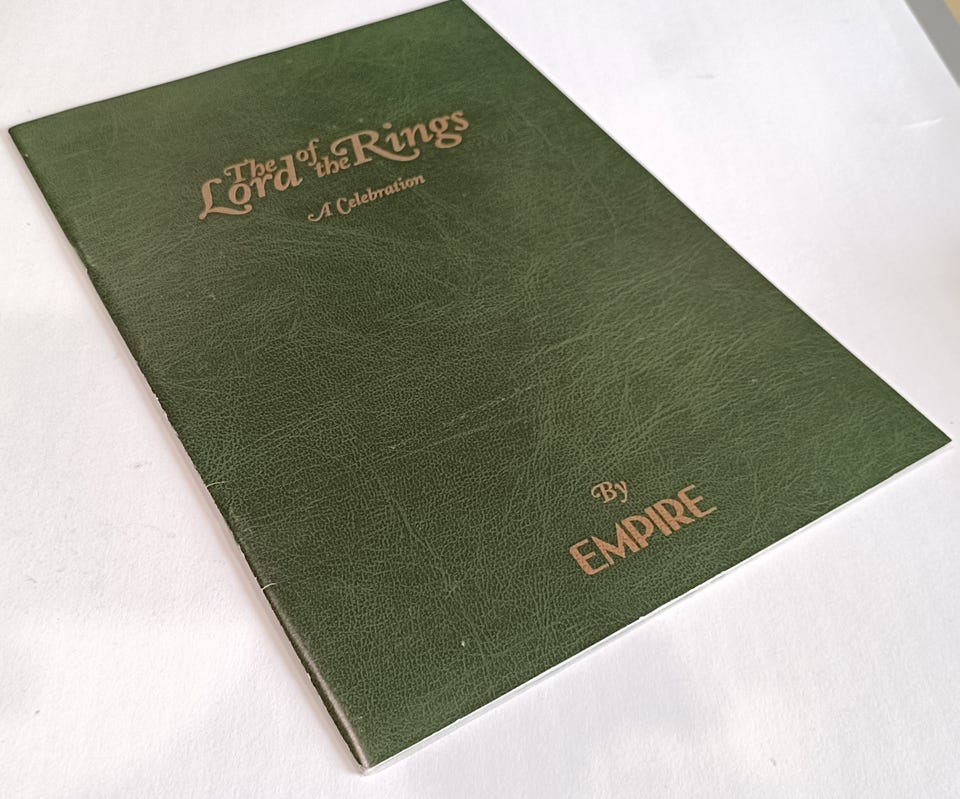 The Lord of the Rings
A Celebration
By
EMPIRE